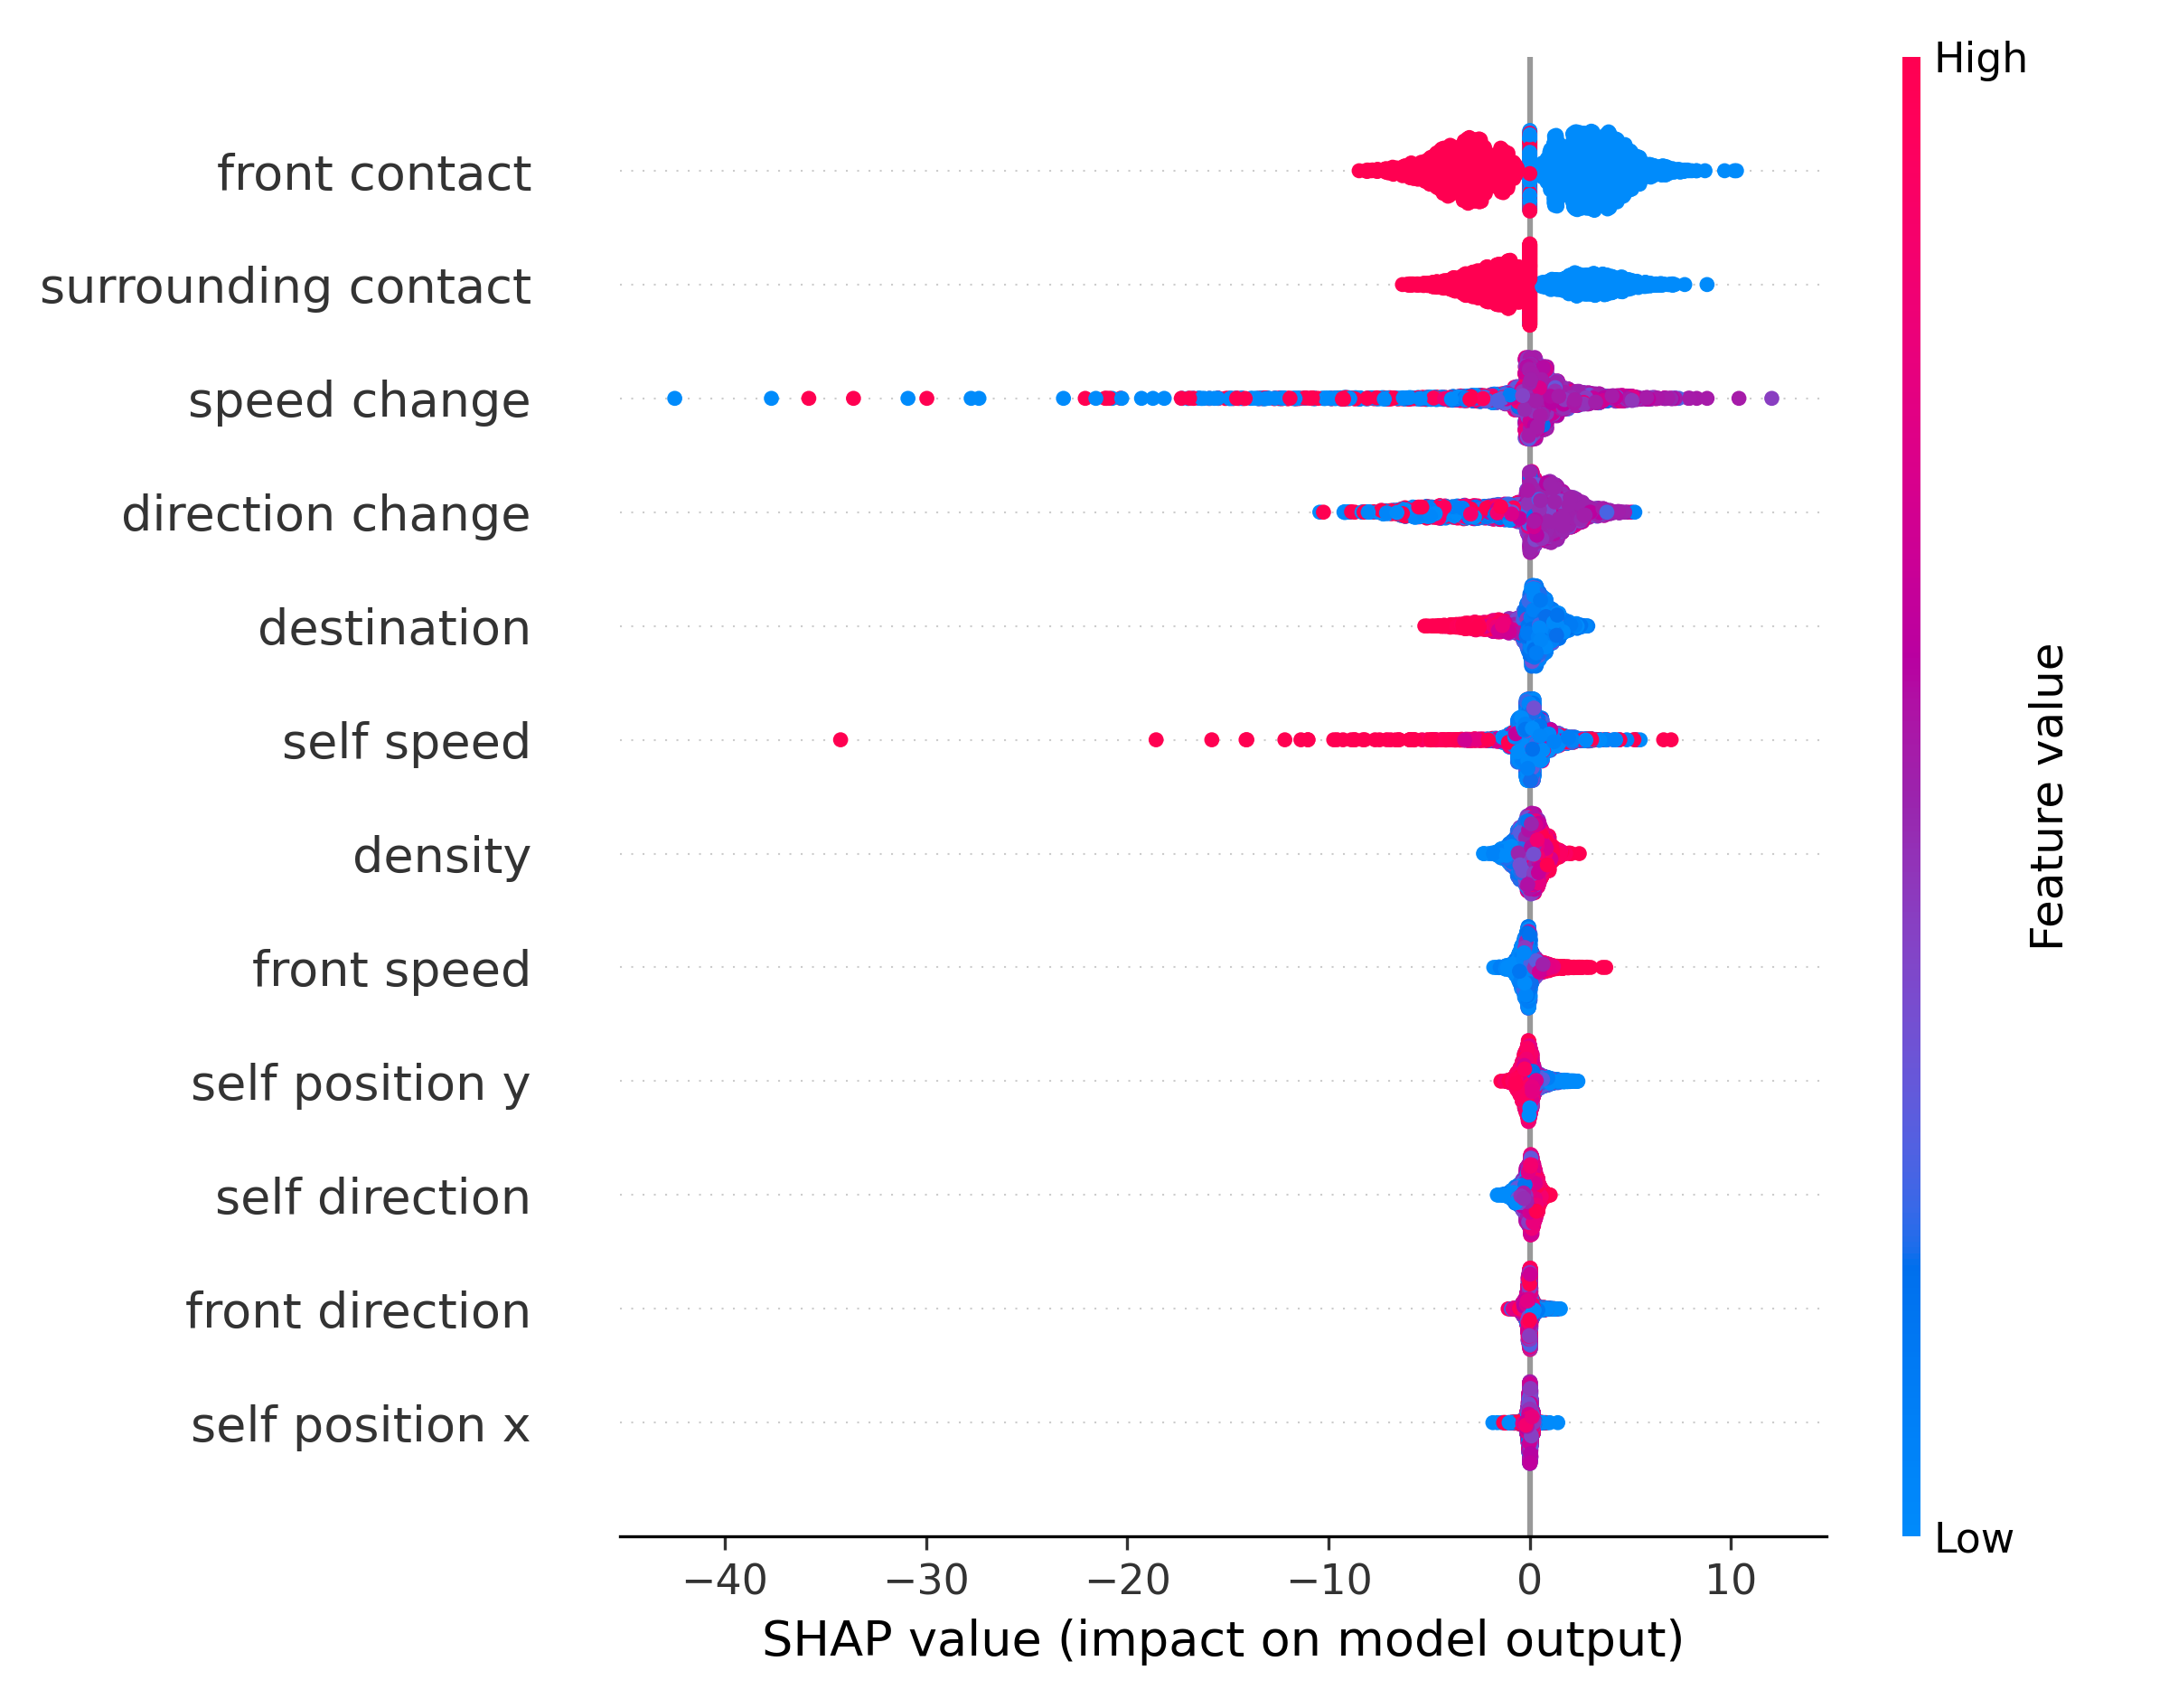 High
front contact
surrounding contact
speed change
direction change
destination
self speed
density
front speed
self position y
self direction
front direction
self position x
Feature value
Low
−40 −30 −20 −10 0 10
SHAP value (impact on model output)